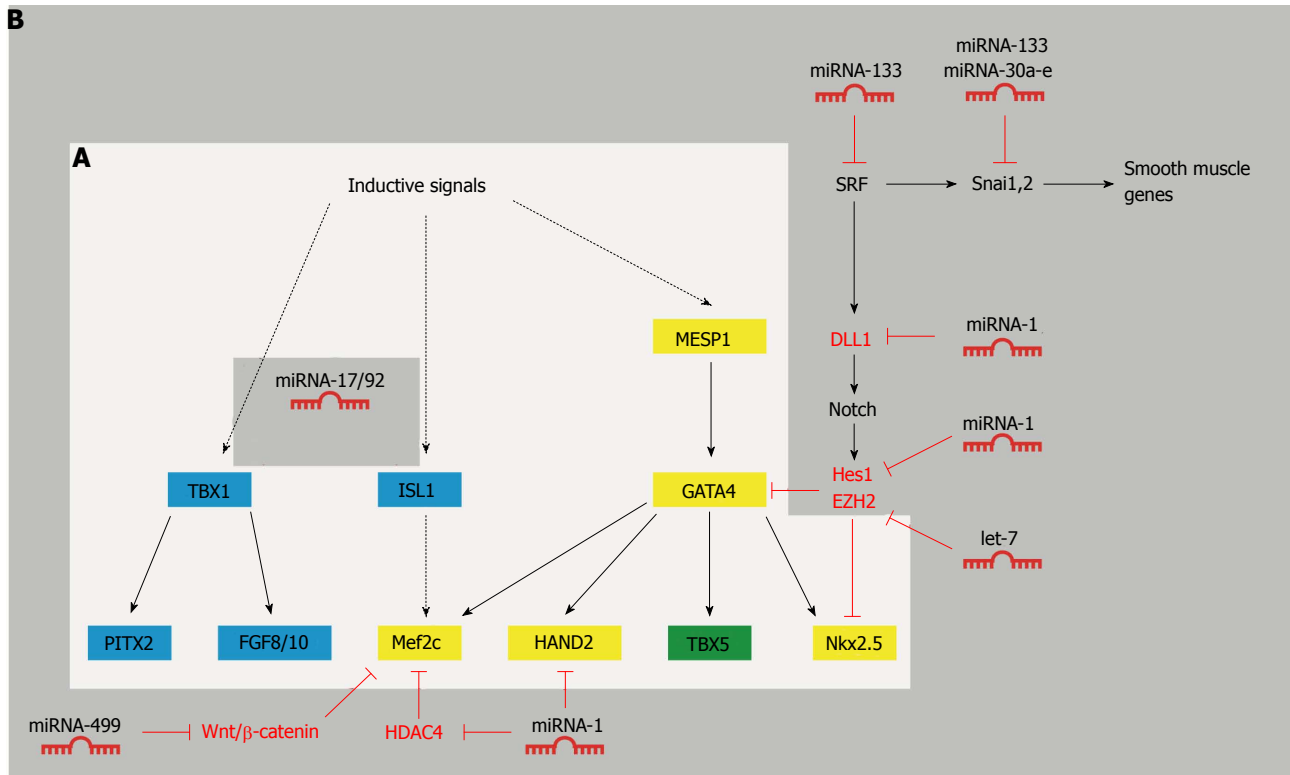 B
miRNA-133
miRNA-30a-e
miRNA-133
A
Inductive signals
SRF
Snai1,2
Smooth muscle
genes
MESP1
DLL1
miRNA-1
miRNA-17/92
Notch
miRNA-1
TBX1
ISL1
GATA4
Hes1
EZH2
let-7
PITX2
FGF8/10
Mef2c
HAND2
TBX5
Nkx2.5
miRNA-499
Wnt/β-catenin
HDAC4
miRNA-1